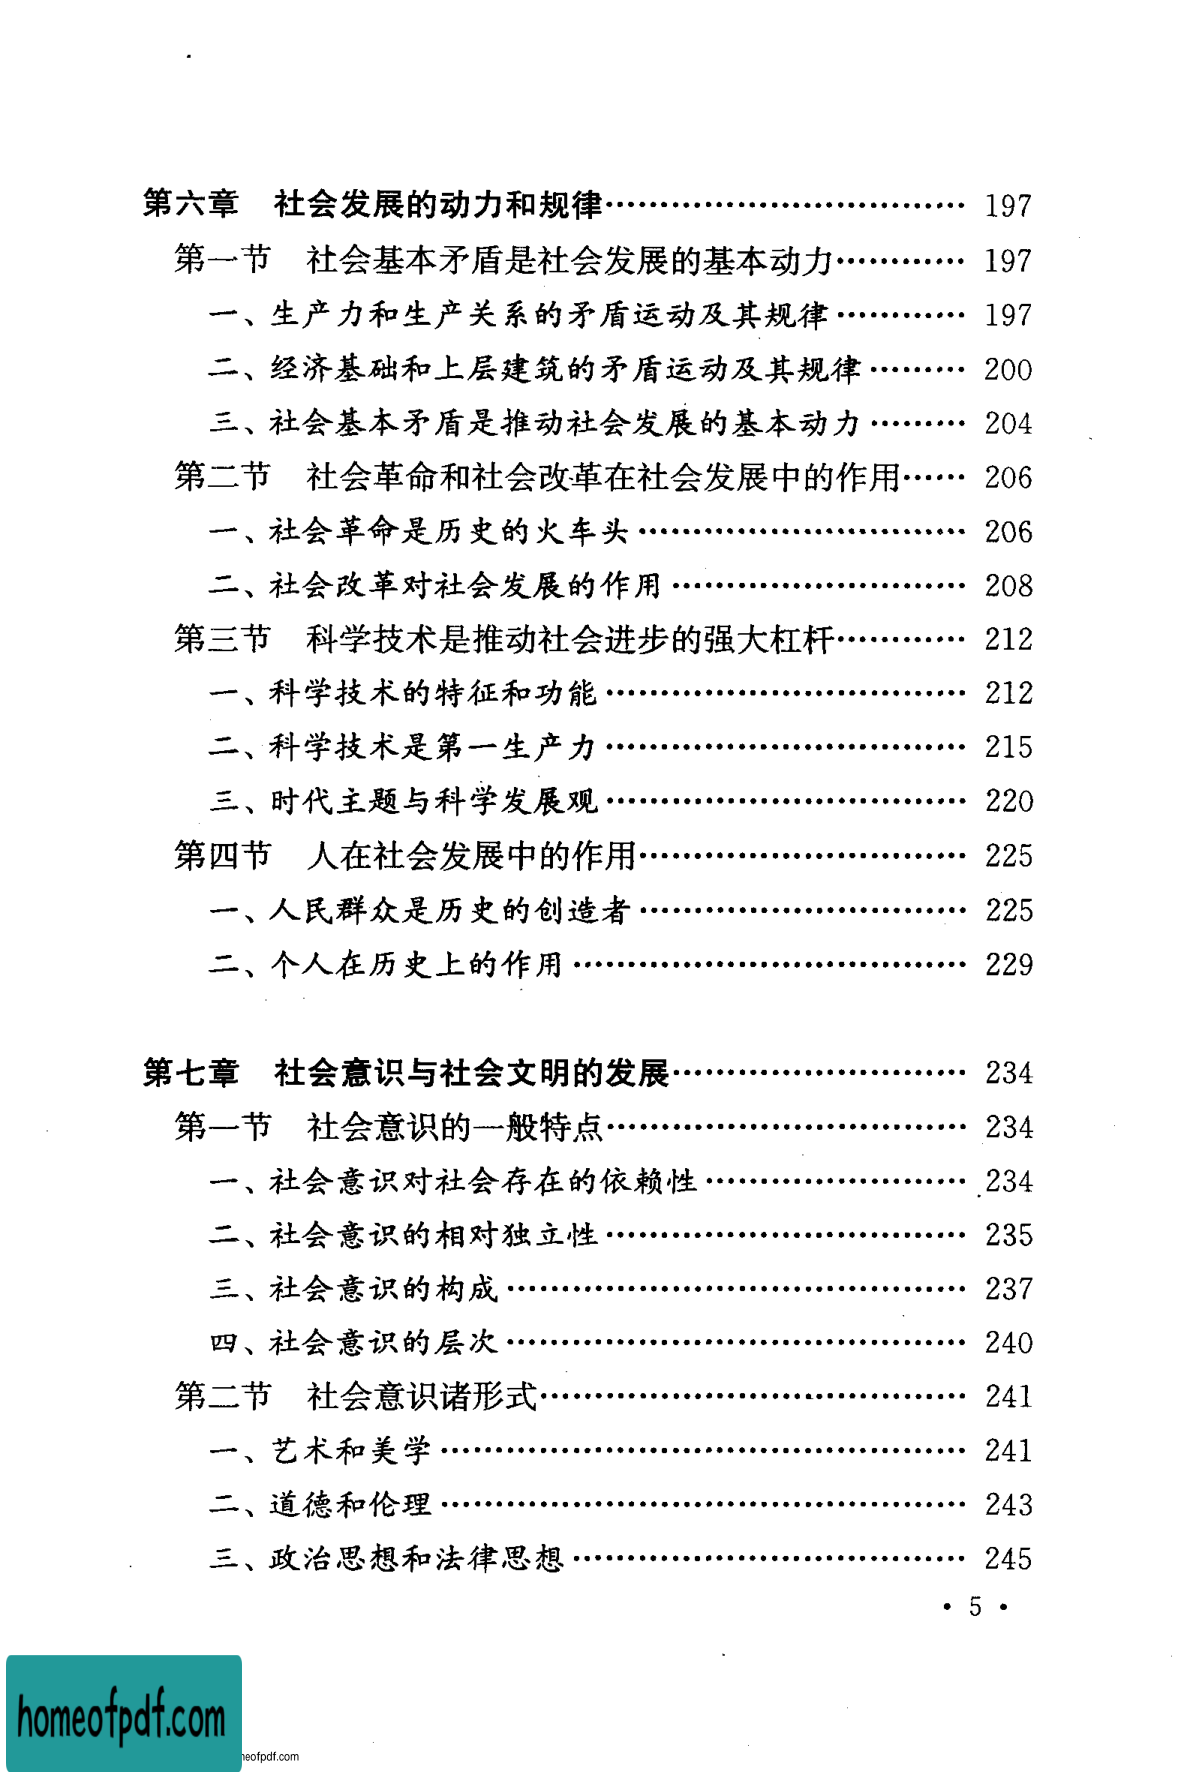 第六章 社会发展的动力和规律…………………………… 197
第一节 社会基本矛盾是社会发展的基本动力………… 197
一、生产力和生产关系的矛盾运动及其规律………… 197
二、经济基础和上层建筑的矛盾运动及其规律……… 200
三、社会基本矛盾是推动社会发展的基本动力……… 204
第二节 社会革命和社会改革在社会发展中的作用…… 206
一、社会革命是历史的火车头………………………… 206
二、社会改革对社会发展的作用……………………… 208
第三节 科学技术是推动社会进步的强大杠杆………… 212
一、科学技术的特征和功能…………………………… 212
二、科学技术是第一生产力…………………………… 215
三、时代主题与科学发展观…………………………… 220
第四节 人在社会发展中的作用………………………… 225
一、人民群众是历史的创造者………………………… 225
二、个人在历史上的作用……………………………… 229
第七章 社会意识与社会文明的发展……………………… 234
第一节 社会意识的一般特点…………………………… 234
一、社会意识对社会存在的依赖性…………………… 234
二、社会意识的相对独立性…………………………… 235
三、社会意识的构成…………………………………… 237
四、社会意识的层次…………………………………… 240
第二节 社会意识诸形式………………………………… 241
一、艺术和美学………………………………………… 241
二、道德和伦理………………………………………… 243
三、政治思想和法律思想……………………………… 245
• 5 •
homeofpdf.com
neofpdf.com